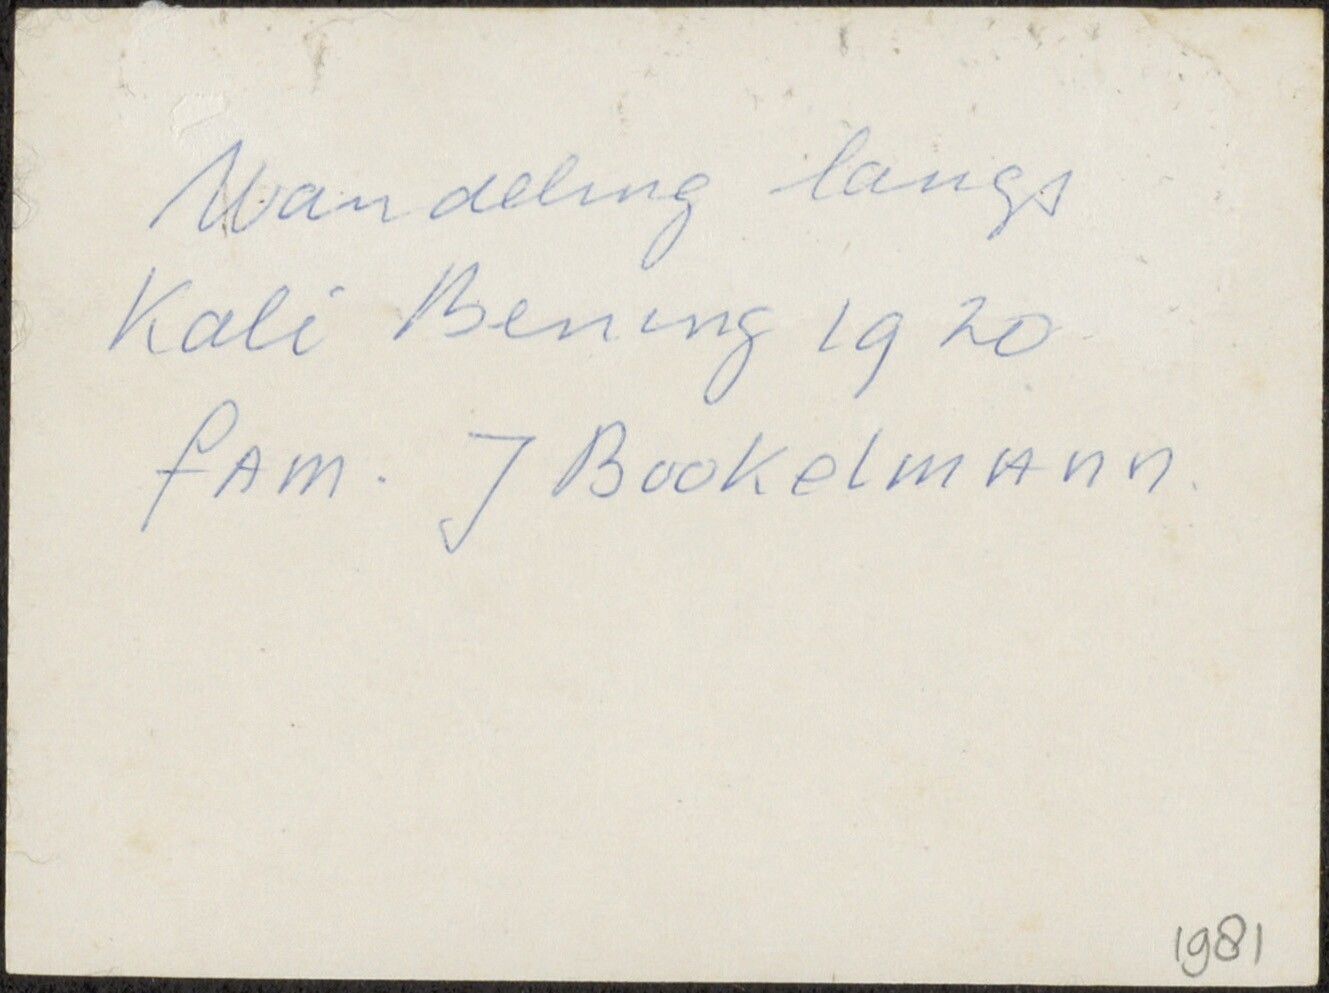 Wandeling langs
Kali Bening 1920
fam. J Bookelmann.
1981